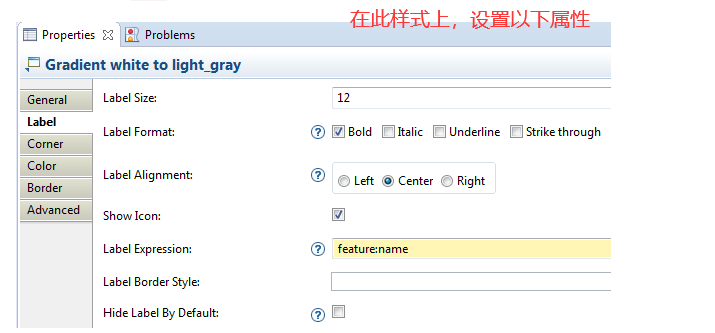 在此样式上，设置以下属性
Properties Problems
Gradient white to light_gray
General
Label
Corner
Color
Border
Advanced
Label Size: 12
Label Format: Bold Italic Underline Strike through
Label Alignment: Left Center Right
Show Icon:
Label Expression: feature:name
Label Border Style:
Hide Label By Default: